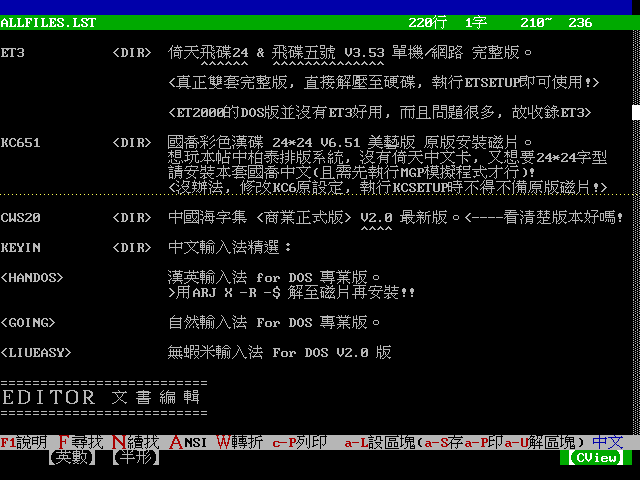 ALLFILES.LST 220行 1字 210~ 236
ET3 <DIR> 倚天飛碟24 & 飛碟五號 V3.53 單機/網路 完整版。
^^^^^^ ^^^^^^^^^^^^^^
<真正雙套完整版, 直接解壓至硬碟, 執行ETSETUP即可使用!>
<ET2000的DOS版並沒有ET3好用, 而且問題很多, 故收錄ET3>
KC651 <DIR> 國喬彩色漢碟 24*24 V6.51 美藝版 原版安裝磁片。
想玩本帖中柏泰排版系統, 沒有倚天中文卡, 又想要24*24字型
請安裝本套國喬中文(且需先執行MGP模擬程式才行)!
<沒辦法, 修改KC6原設定, 執行KCSETUP時不得不備原版磁片!>
CWS20 <DIR> 中國海字集 <商業正式版> V2.0 最新版。<----看清楚版本好嗎!
^^^^
KEYIN <DIR> 中文輸入法精選：
<HANDOS> 漢英輸入法 for DOS 專業版。
>用ARJ X -R -$ 解至磁片再安裝!!
<GOING> 自然輸入法 For DOS 專業版。
<LIUEASY> 無蝦米輸入法 For DOS V2.0 版
==========================
EDITOR 文書編輯
==========================
F1說明 F尋找 N續找 ANSI W轉折 c-P列印 a-L設區塊(a-S存a-P印a-U解區塊) 中文
【英數】【半形】 【CView】